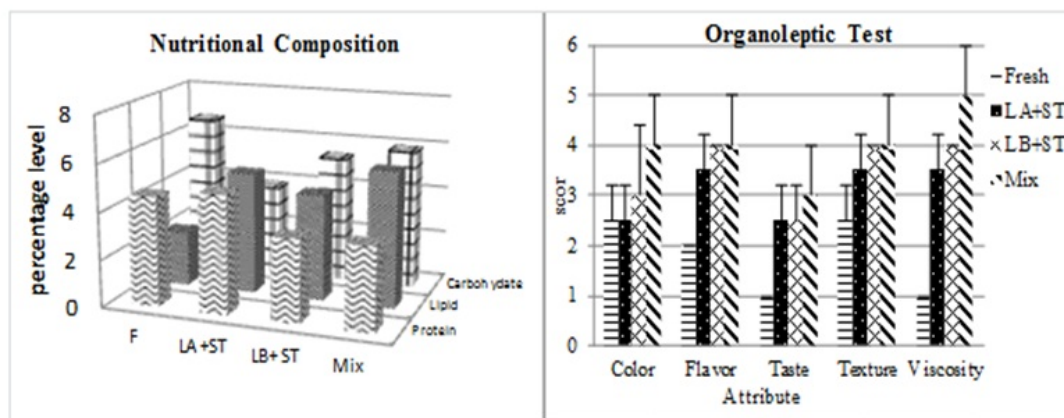 Nutritional Composition
percentage level
8
6
4
2
0
F
LA +ST
LB+ ST
Mix
Carbohydrate
Lipid
Protein
Organoleptic Test
scor
6
5
4
3
2
1
0
Color
Flavor
Taste
Texture
Viscosity
Attribute
Fresh
LA+ST
LB+ST
Mix